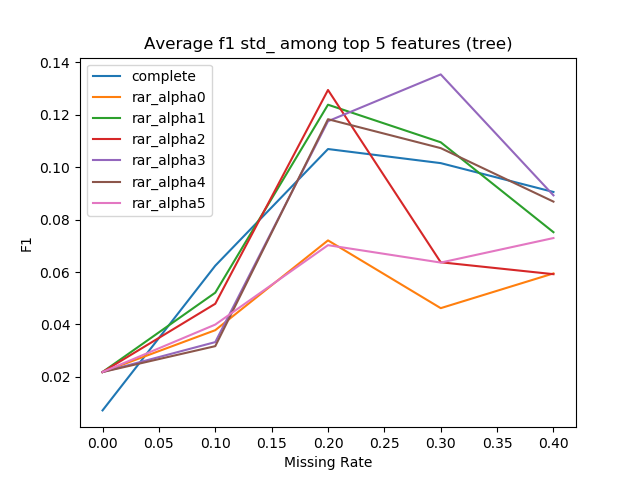 Average f1 std_ among top 5 features (tree)
complete
rar_alpha0
rar_alpha1
rar_alpha2
rar_alpha3
rar_alpha4
rar_alpha5
0.14
0.12
0.10
0.08
0.06
0.04
0.02
F1
0.00 0.05 0.10 0.15 0.20 0.25 0.30 0.35 0.40
Missing Rate